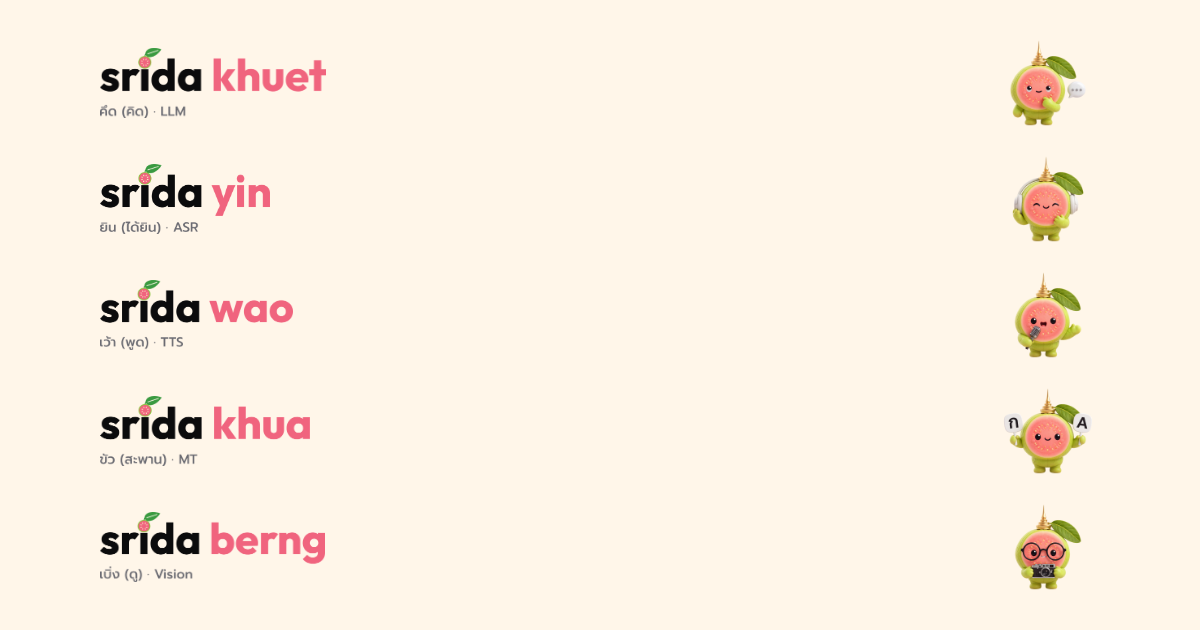 srida khuet
คึด (คิด) · LLM
srida yin
ยิน (ได้ยิน) · ASR
srida wao
เว้า (พูด) · TTS
srida khua
ขัว (สะพาน) · MT
ก A
srida berng
เบิ่ง (ดู) · Vision